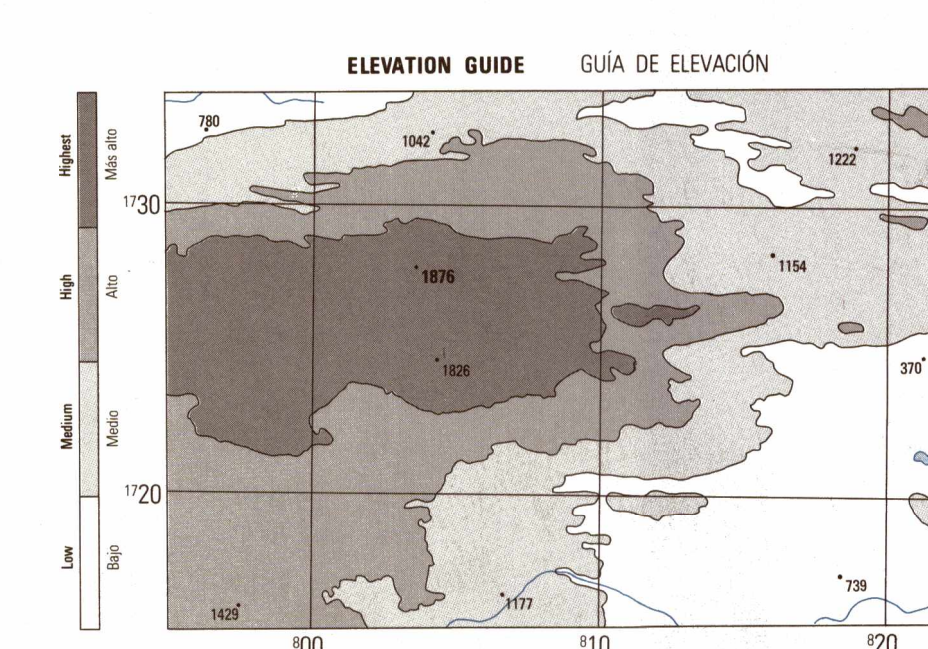 ELEVATION GUIDE GUÍA DE ELEVACIÓN
Highest Más alto
High Alto
Medium Medio
Low Bajo
780
1042
1222
1730
1154
1876
1826
370
1720
739
1177
1429
800 810 820